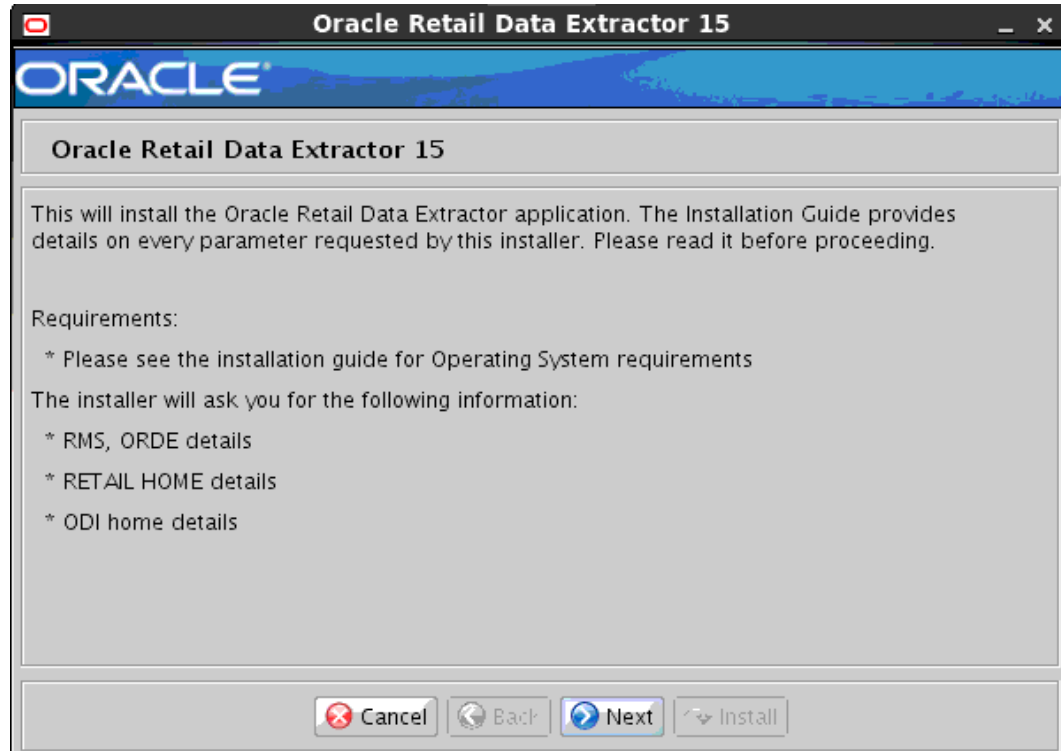 Oracle Retail Data Extractor 15
ORACLE
Oracle Retail Data Extractor 15
This will install the Oracle Retail Data Extractor application. The Installation Guide provides
details on every parameter requested by this installer. Please read it before proceeding.
Requirements:
* Please see the installation guide for Operating System requirements
The installer will ask you for the following information:
* RMS, ORDE details
* RETAIL HOME details
* ODI home details
Cancel Back Next Install